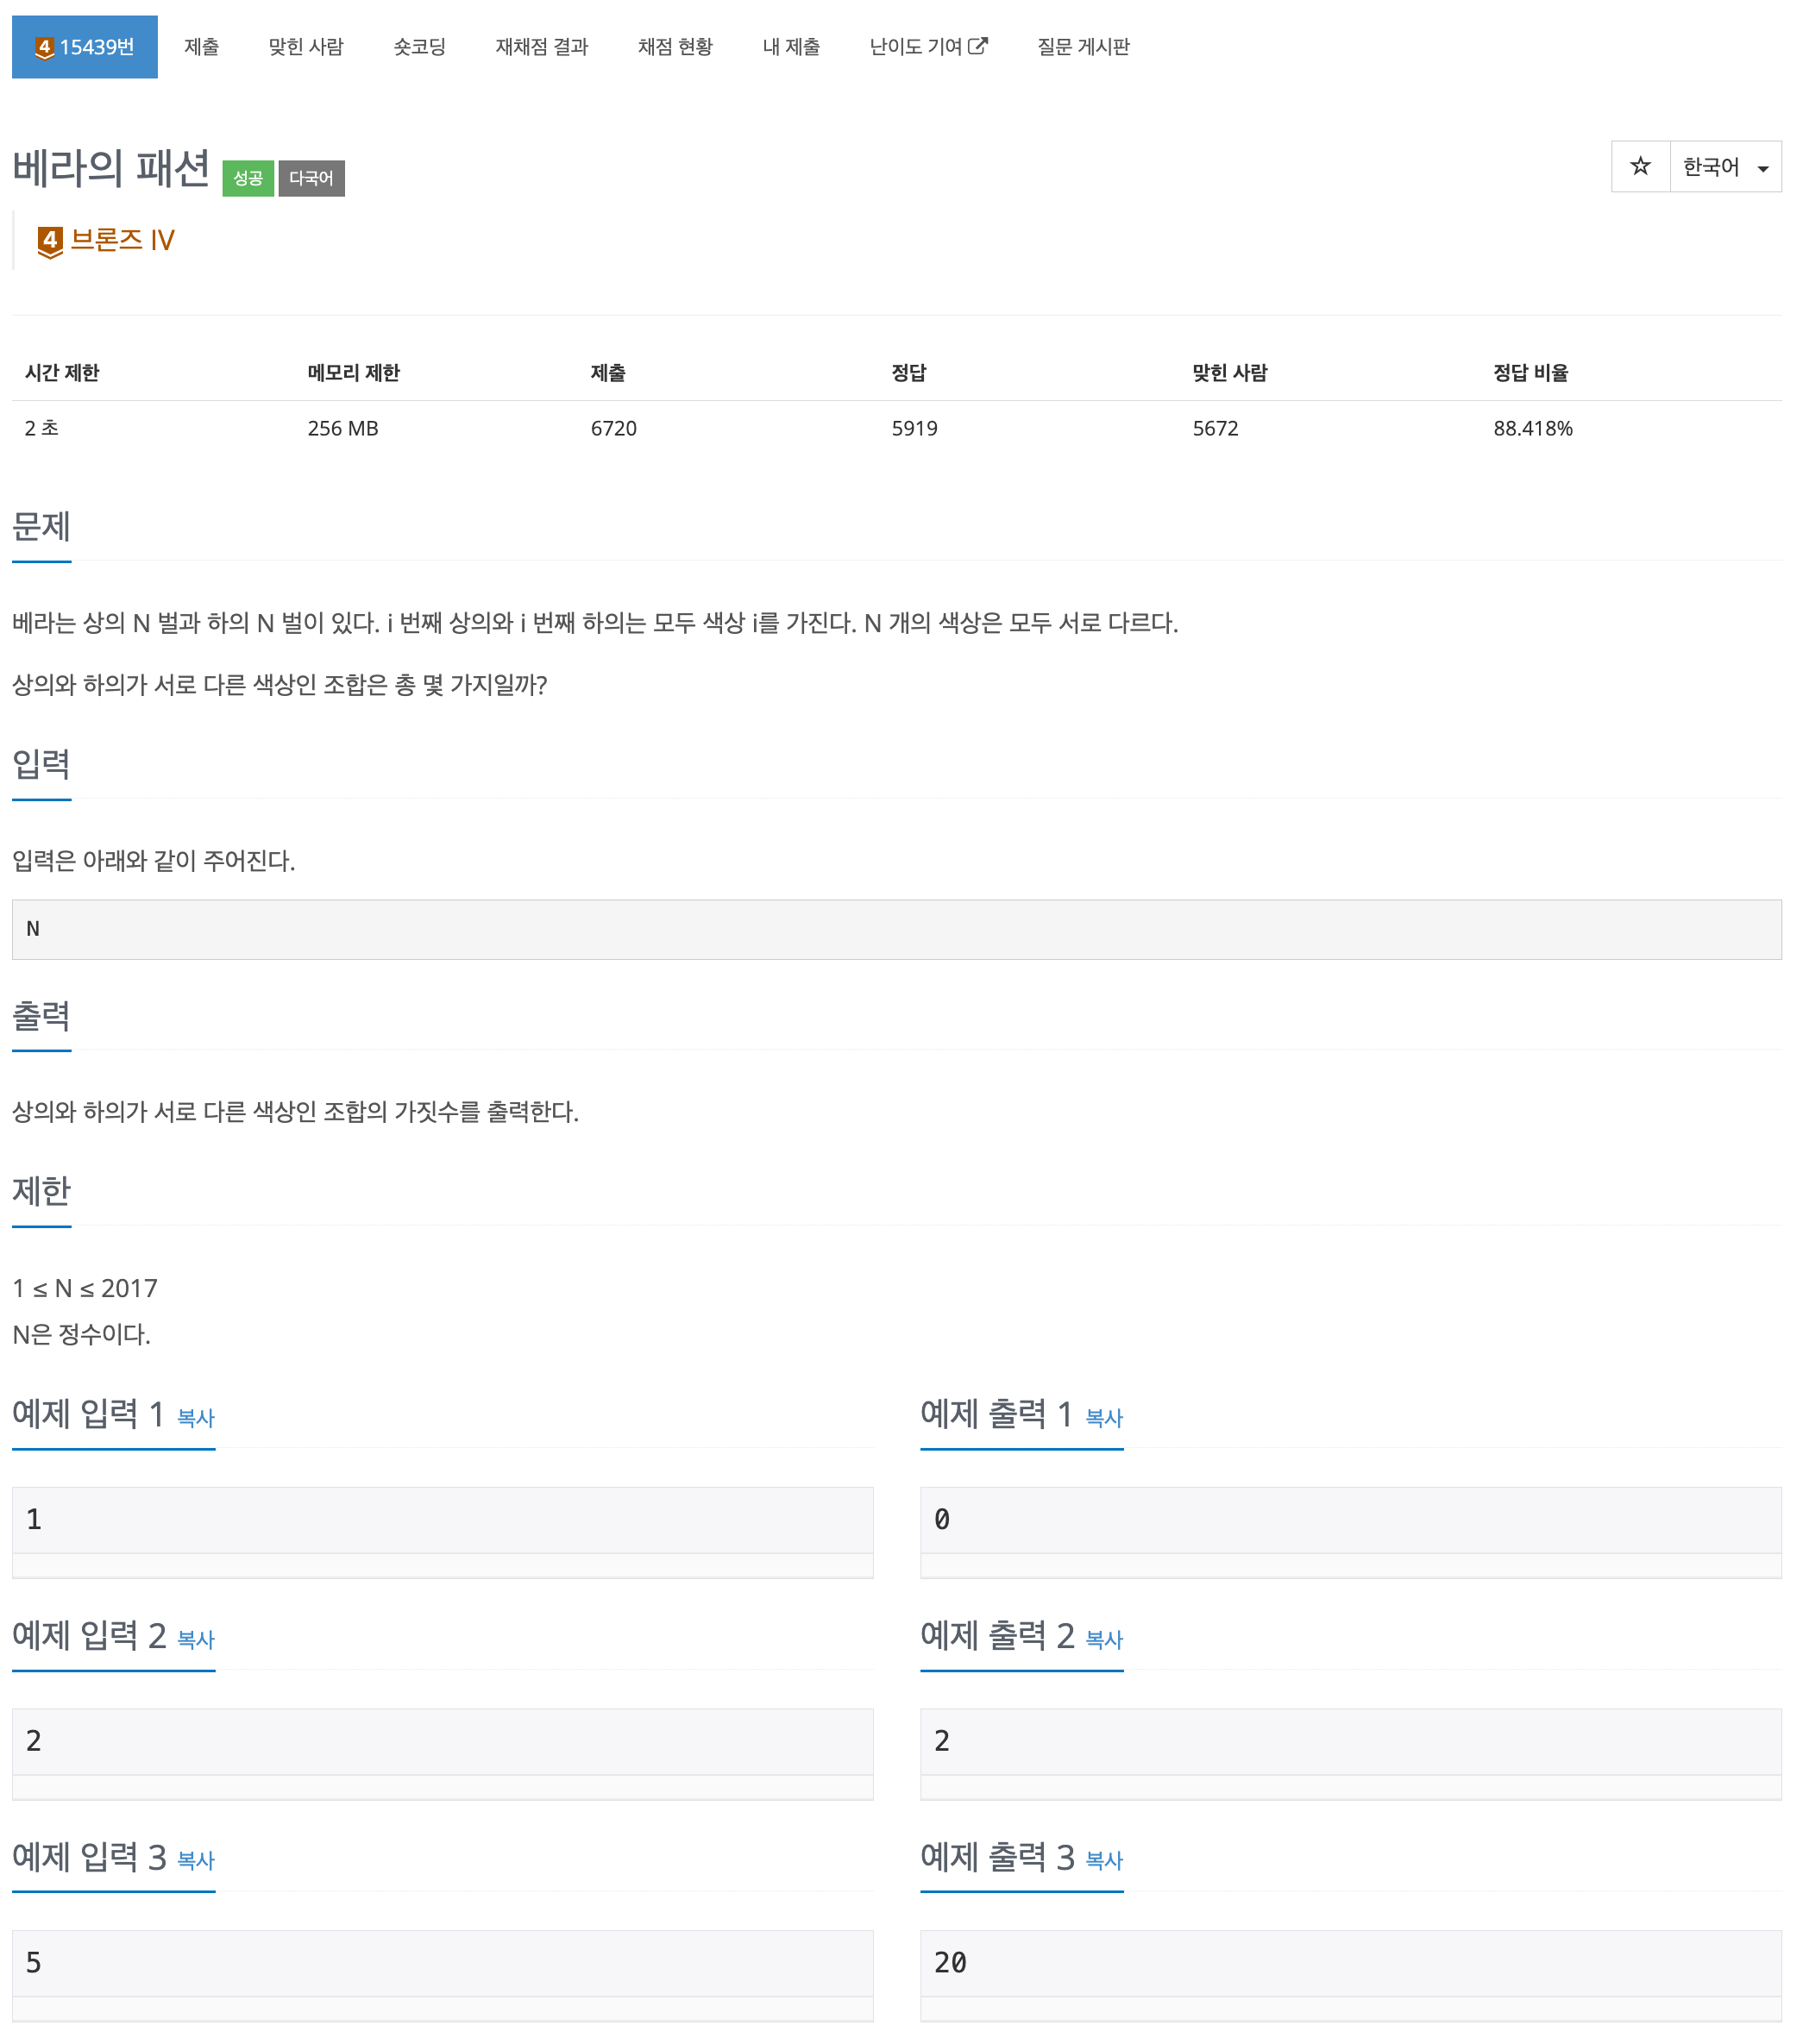 4 15439번 제출 맞힌 사람 숏코딩 재채점 결과 채점 현황 내 제출 난이도 기여 질문 게시판
베라의 패션 성공 다국어 한국어
4 브론즈 IV
시간 제한 메모리 제한 제출 정답 맞힌 사람 정답 비율
2 초 256 MB 6720 5919 5672 88.418%
문제
베라는 상의 N 벌과 하의 N 벌이 있다. i 번째 상의와 i 번째 하의는 모두 색상 i를 가진다. N 개의 색상은 모두 서로 다르다.
상의와 하의가 서로 다른 색상인 조합은 총 몇 가지일까?
입력
입력은 아래와 같이 주어진다.
N
출력
상의와 하의가 서로 다른 색상인 조합의 가짓수를 출력한다.
제한
1 ≤ N ≤ 2017
N은 정수이다.
예제 입력 1 복사 예제 출력 1 복사
1 0
예제 입력 2 복사 예제 출력 2 복사
2 2
예제 입력 3 복사 예제 출력 3 복사
5 20